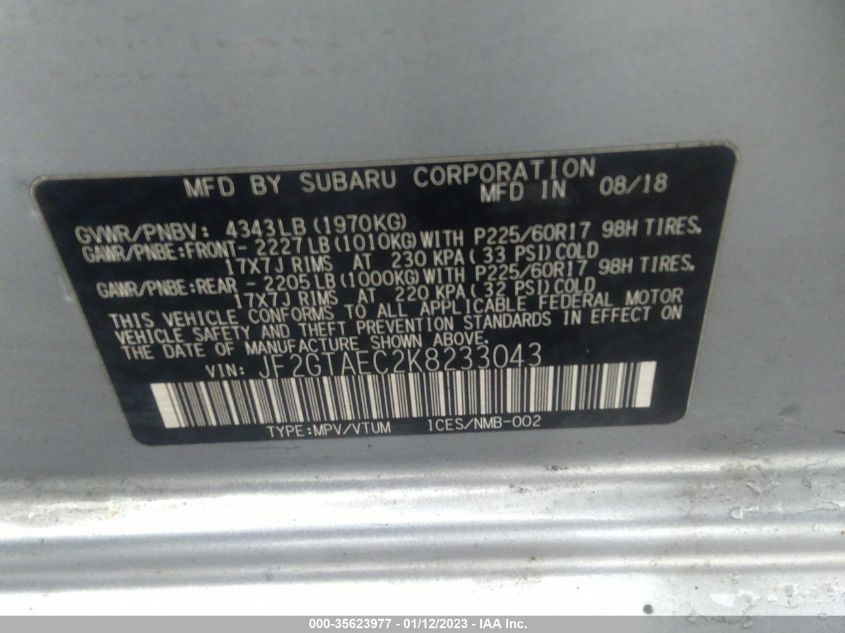 MFD BY SUBARU CORPORATION
MFD IN 08/18
GVWR/PNBV: 4343LB(1970KG)
GAWR/PNBE:FRONT- 2227LB(1010KG)WITH P225/60R17 98H TIRES.
17X7J RIMS AT 230 KPA(33 PSI)COLD
GAWR/PNBE:REAR - 2205LB(1000KG)WITH P225/60R17 98H TIRES.
17X7J RIMS AT 220 KPA(32 PSI)COLD
THIS VEHICLE CONFORMS TO ALL APPLICABLE FEDERAL MOTOR
VEHICLE SAFETY AND THEFT PREVENTION STANDARDS IN EFFECT ON
THE DATE OF MANUFACTURE SHOWN ABOVE.
VIN: JF2GTAEC2K8233043
TYPE:MPV/VTUM ICES/NMB-002
000-35623977 - 01/12/2023 - IAA Inc.